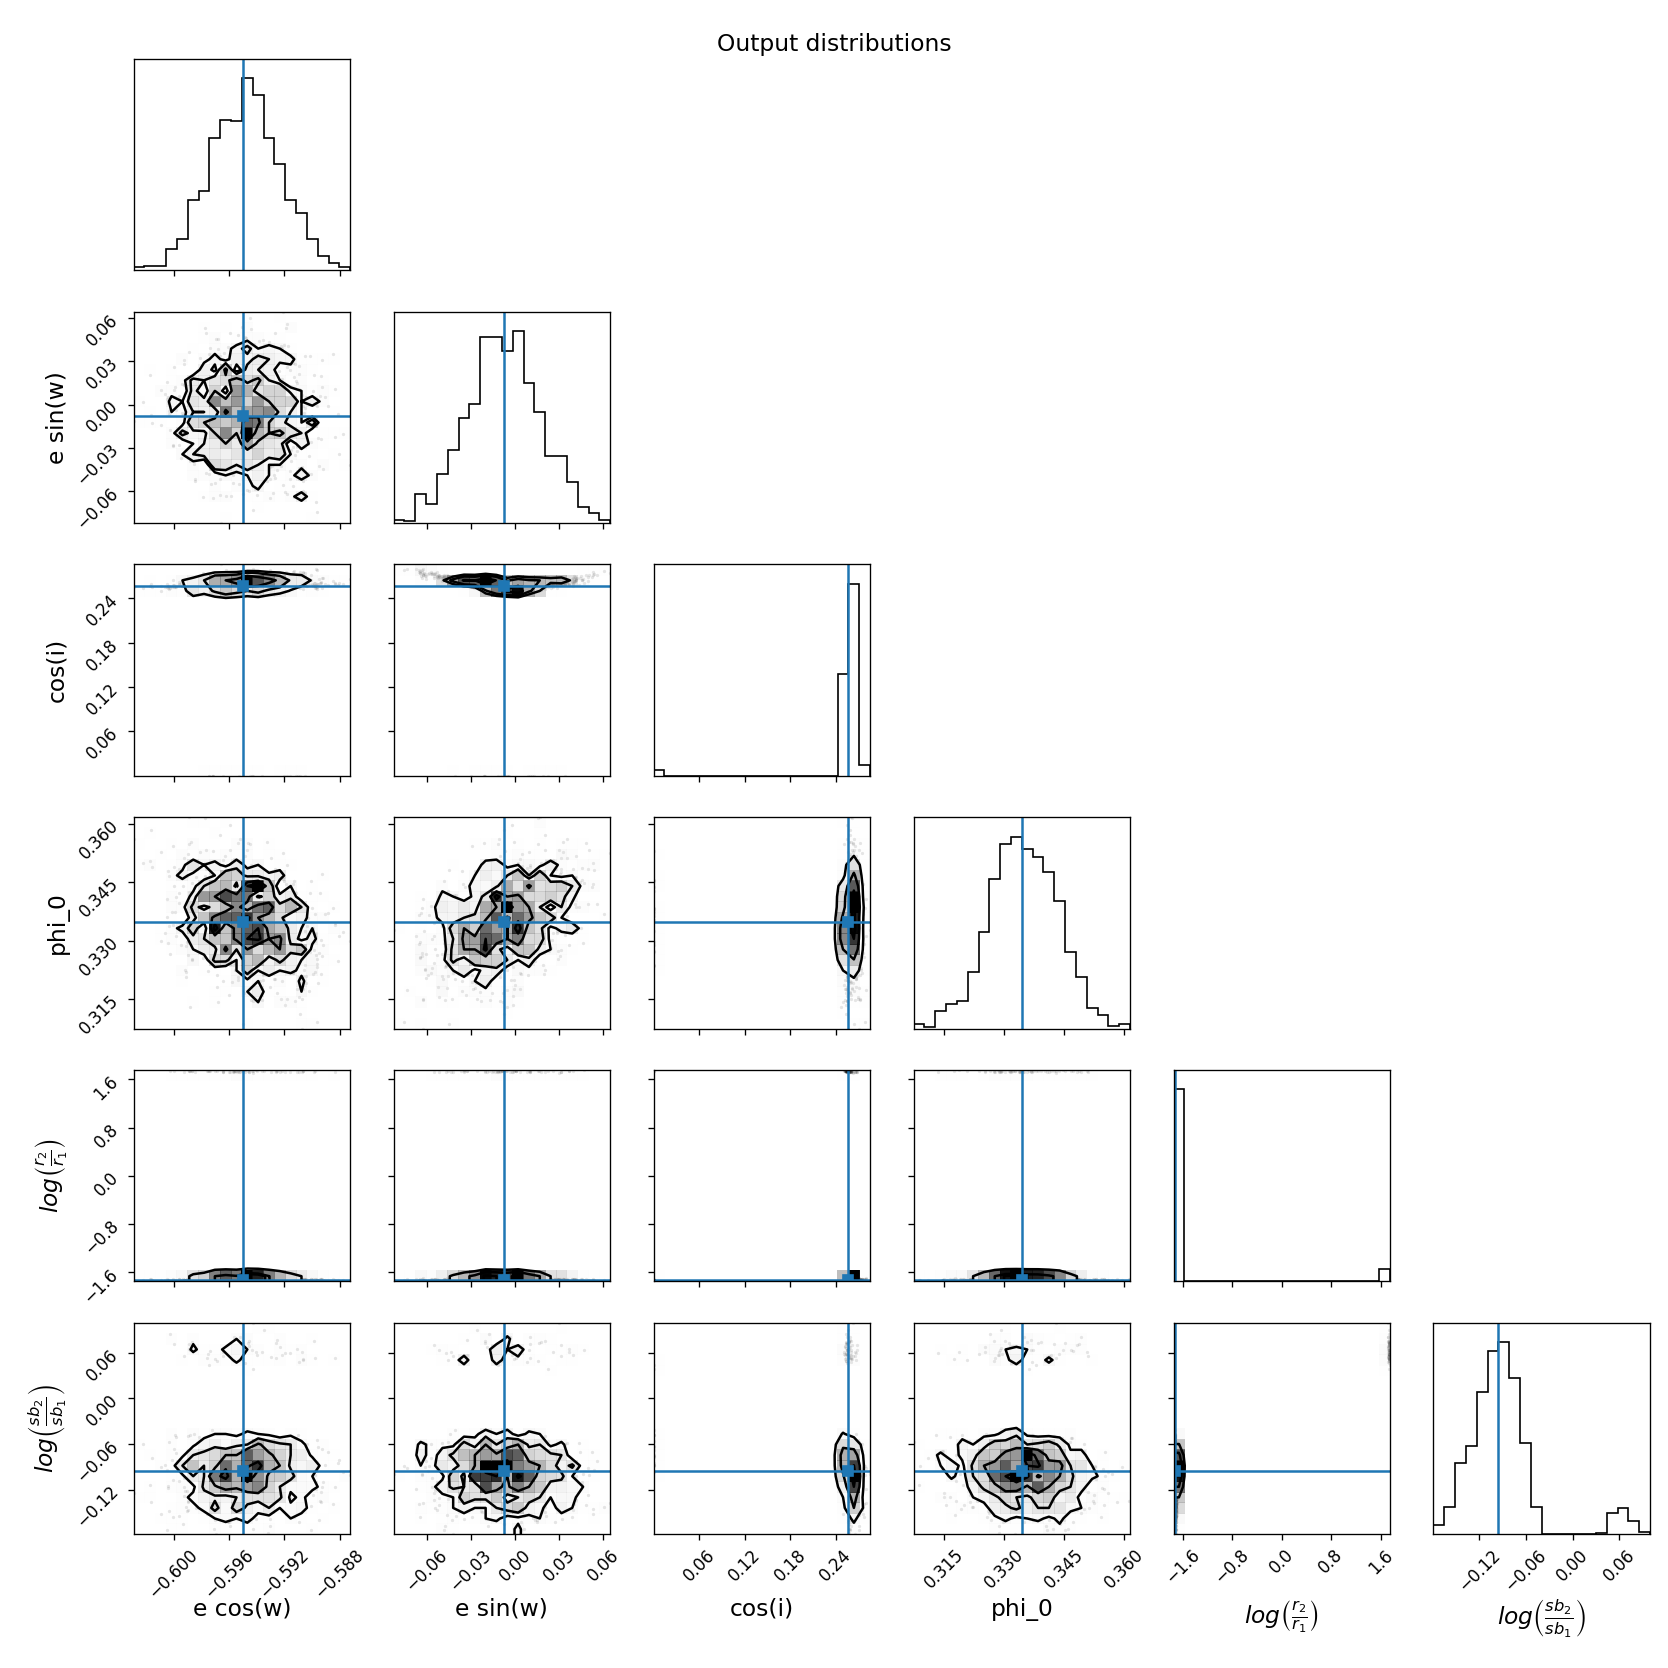 Output distributions
0.06
0.03
0.00
−0.03
−0.06
e sin(w)
0.24
0.18
0.12
0.06
cos(i)
0.360
0.345
0.330
0.315
phi_0
1.6
0.8
0.0
−0.8
−1.6
log(r₂/r₁)
0.06
0.00
−0.06
−0.12
log(sb₂/sb₁)
−0.600 −0.596 −0.592 −0.588 −0.06 −0.03 0.00 0.03 0.06 0.06 0.12 0.18 0.24 0.315 0.330 0.345 0.360 −1.6 −0.8 0.0 0.8 1.6 −0.12 −0.06 0.00 0.06
e cos(w) e sin(w) cos(i) phi_0 log(r₂/r₁) log(sb₂/sb₁)